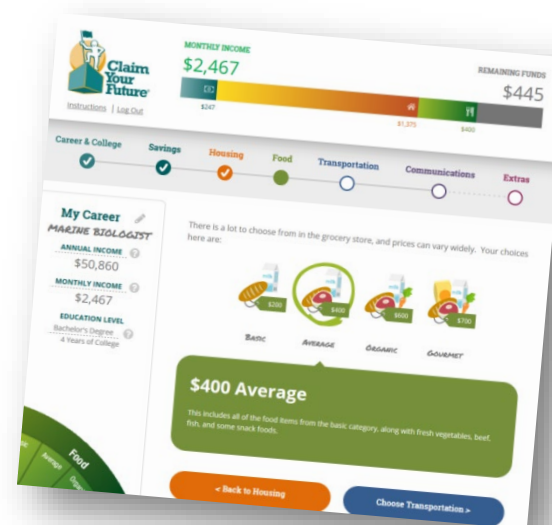 Claim
Your
Future
Instructions | Log Out
MONTHLY INCOME
$2,467
REMAINING FUNDS
$445
$247
$1,375
$400
Career & College
Savings
Housing
Food
Transportation
Communications
Extras
My Career
MARINE BIOLOGIST
ANNUAL INCOME
$50,860
MONTHLY INCOME
$2,467
EDUCATION LEVEL
Bachelor's Degree
4 Years of College
There is a lot to choose from in the grocery store, and prices can vary widely. Your choices
here are:
milk
$200
milk
$400
milk
$600
milk
$700
BASIC
AVERAGE
ORGANIC
GOURMET
$400 Average
This includes all of the food items from the basic category, along with fresh vegetables, beef,
fish, and some snack foods.
Food
Average
< Back to Housing
Choose Transportation >